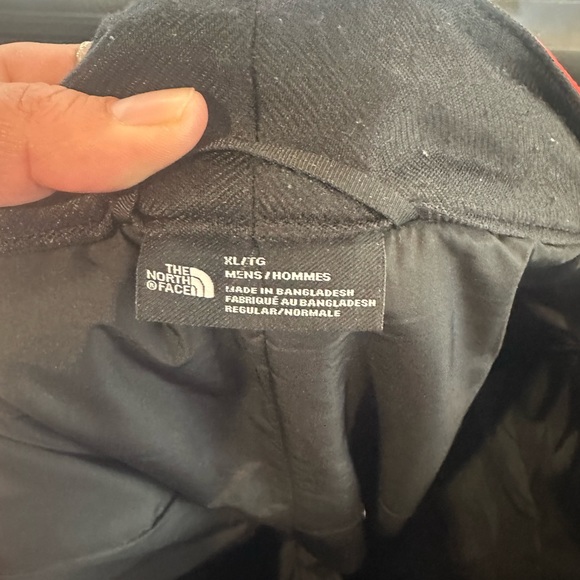 THE
NORTH
®FACE
XL/TG
MENS/HOMMES
MADE IN BANGLADESH
FABRIQUÉ AU BANGLADESH
REGULAR/NORMALE